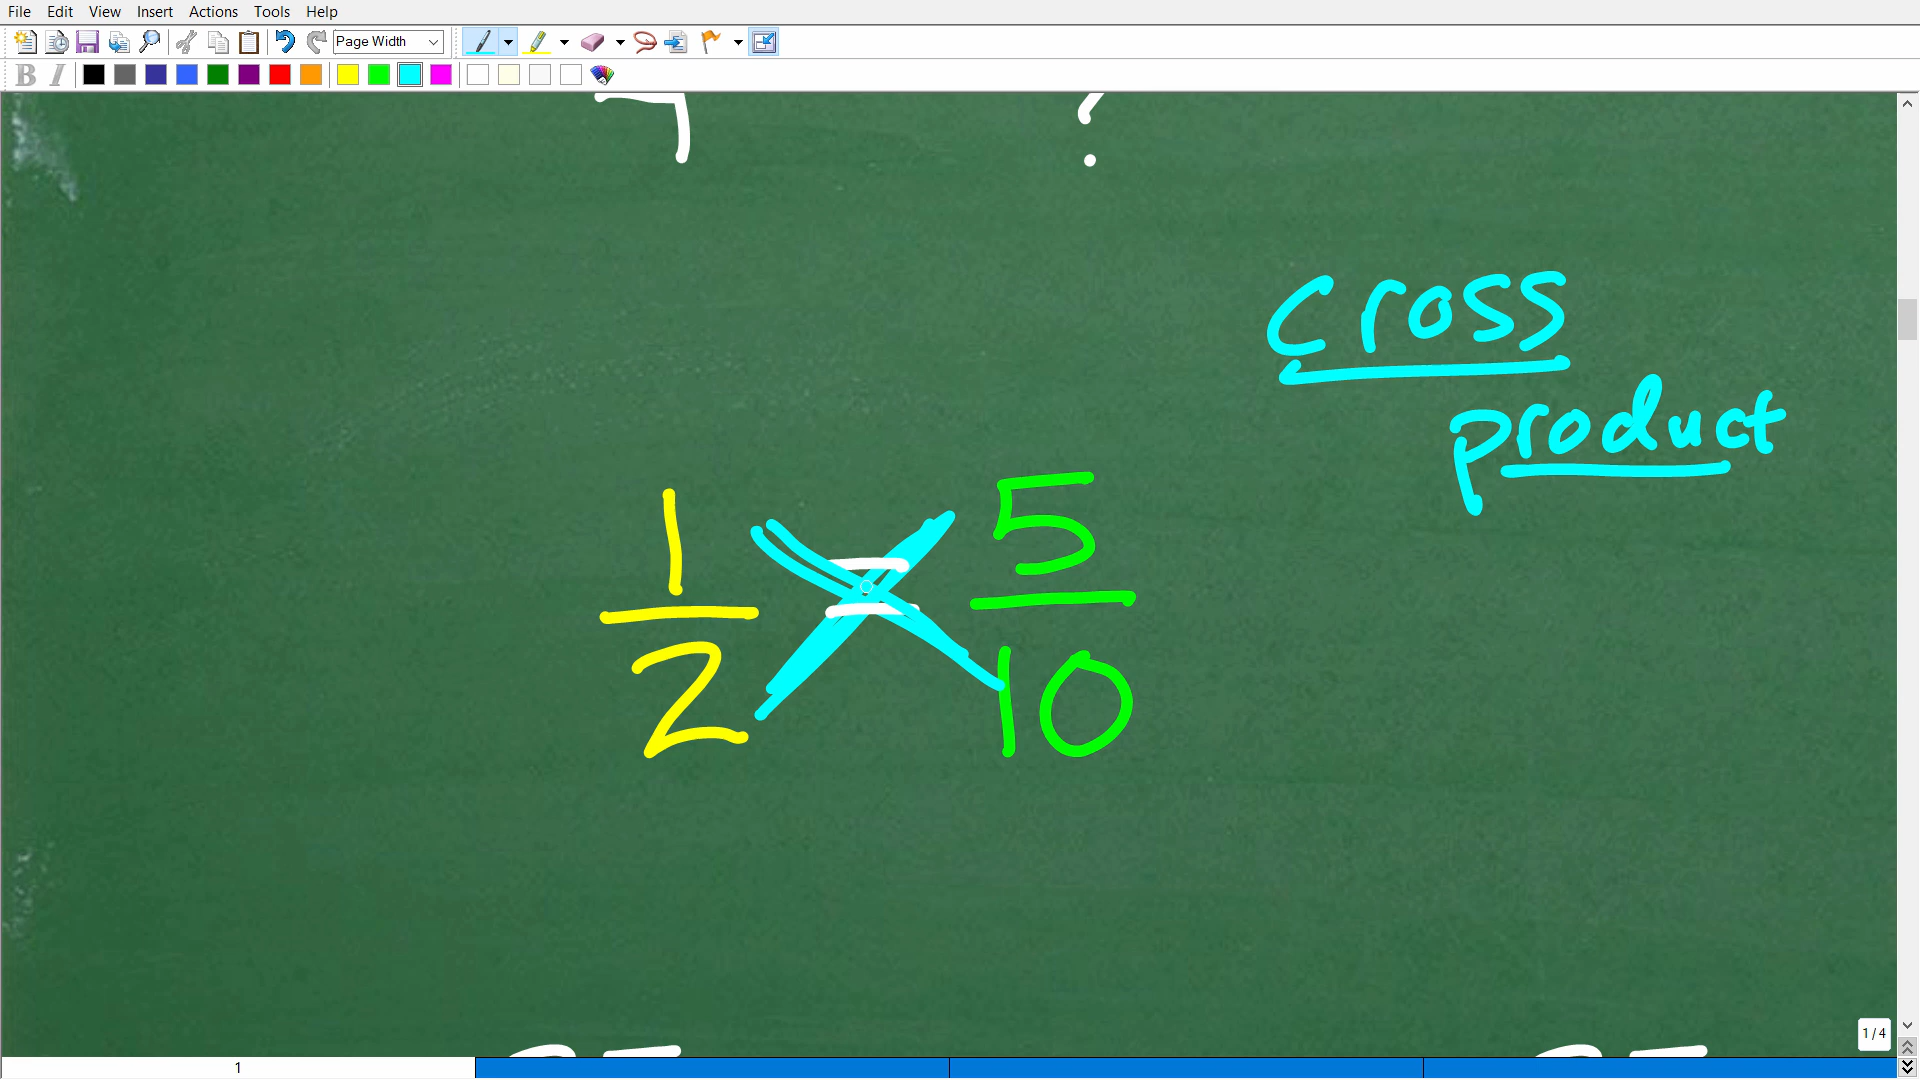 File Edit View Insert Actions Tools Help
Page Width
B I
?
cross
product
1/2 = 5/10
1 / 4
1